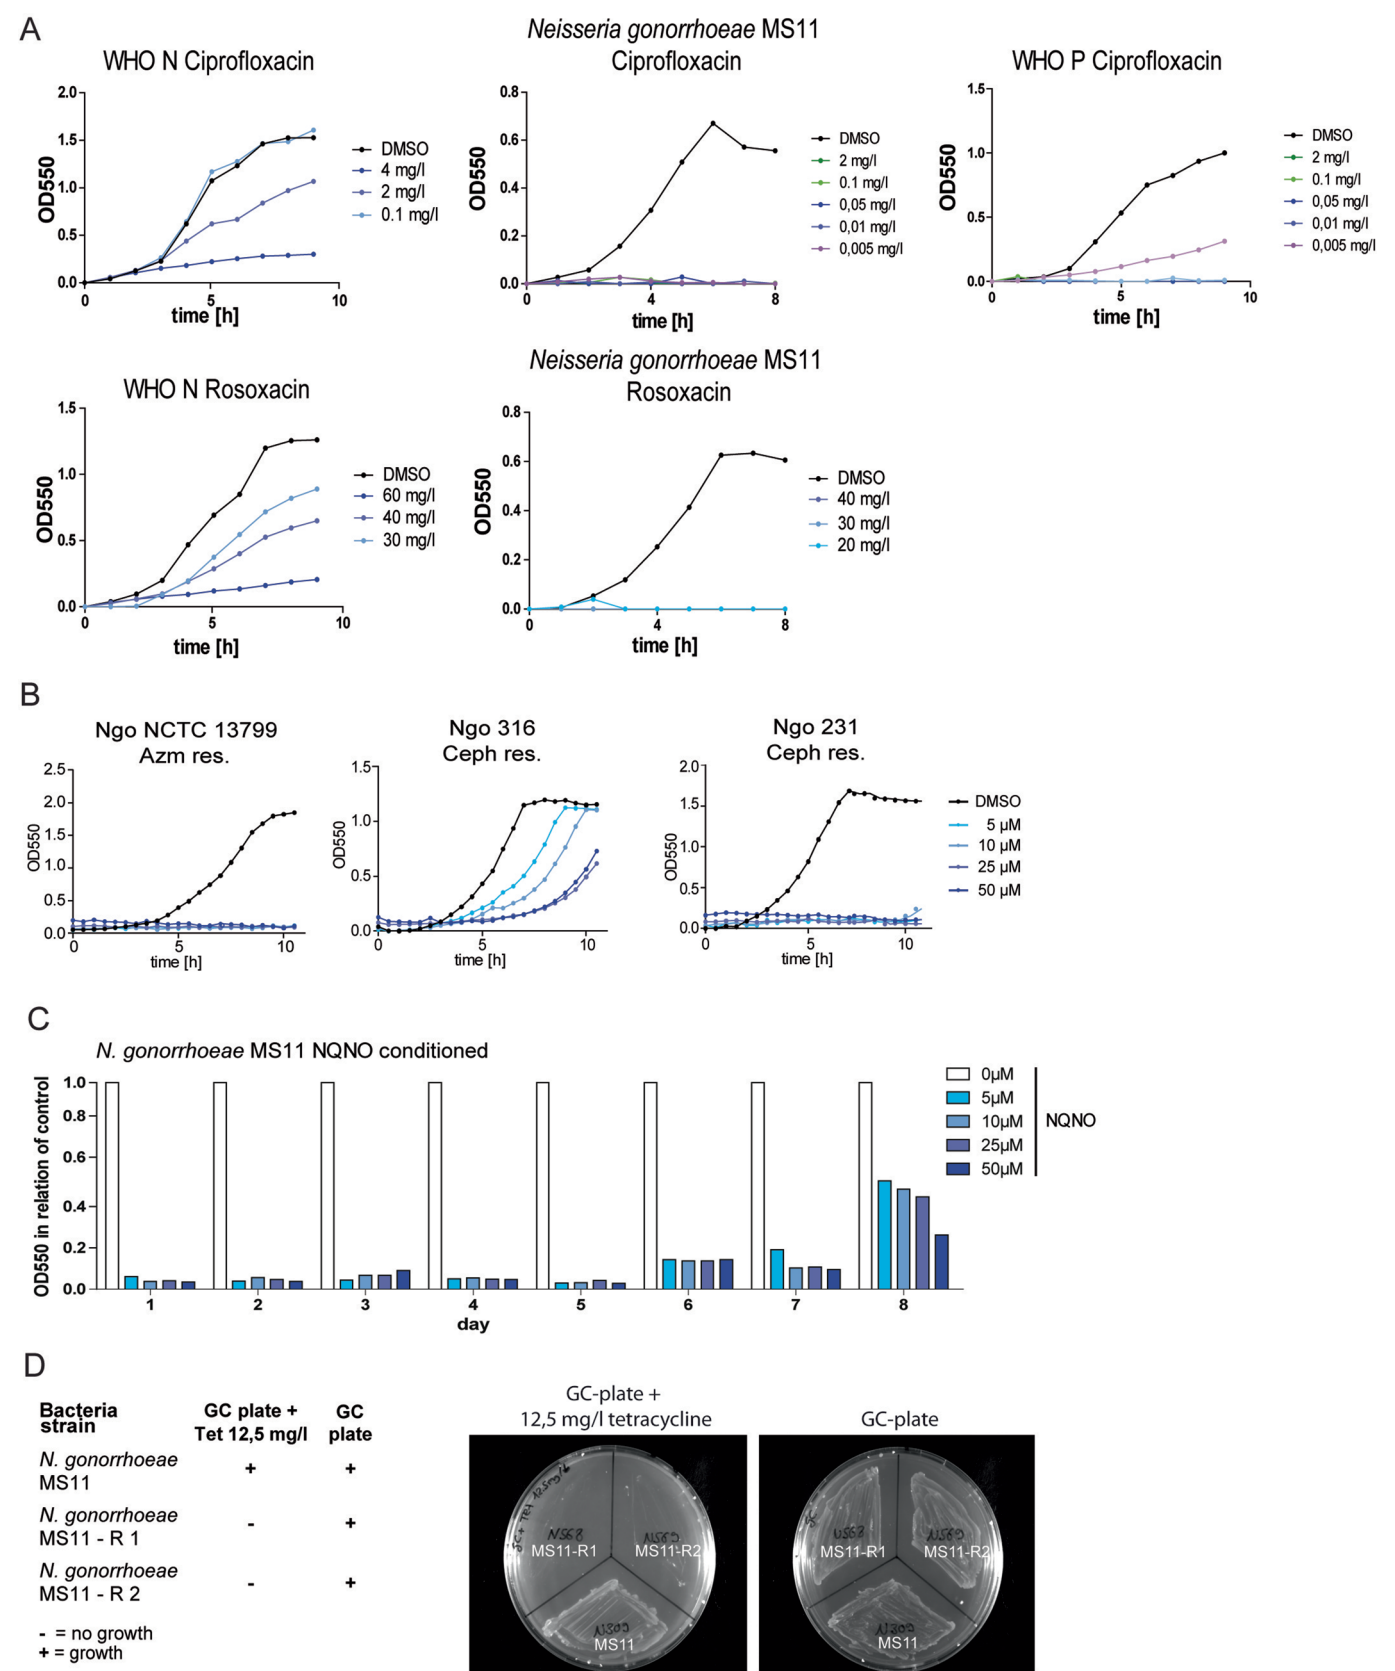 A
WHO N Ciprofloxacin
OD550
2.0
1.5
1.0
0.5
0.0
0
5
10
time [h]
DMSO
4 mg/l
2 mg/l
0.1 mg/l
Neisseria gonorrhoeae MS11
Ciprofloxacin
OD550
0.8
0.6
0.4
0.2
0.0
0
4
8
time [h]
DMSO
2 mg/l
0.1 mg/l
0,05 mg/l
0,01 mg/l
0,005 mg/l
WHO P Ciprofloxacin
OD550
1.5
1.0
0.5
0.0
0
5
10
time [h]
DMSO
2 mg/l
0.1 mg/l
0,05 mg/l
0,01 mg/l
0,005 mg/l
WHO N Rosoxacin
OD550
1.5
1.0
0.5
0.0
0
5
10
time [h]
DMSO
60 mg/l
40 mg/l
30 mg/l
Neisseria gonorrhoeae MS11
Rosoxacin
OD550
0.8
0.6
0.4
0.2
0.0
0
4
8
time [h]
DMSO
40 mg/l
30 mg/l
20 mg/l
B
Ngo NCTC 13799
Azm res.
OD550
2.5
2.0
1.5
1.0
0.5
0.0
0
5
10
time [h]
Ngo 316
Ceph res.
OD550
1.5
1.0
0.5
0.0
0
5
10
time [h]
Ngo 231
Ceph res.
OD550
2.0
1.5
1.0
0.5
0.0
0
5
10
time [h]
DMSO
5 µM
10 µM
25 µM
50 µM
C
N. gonorrhoeae MS11 NQNO conditioned
OD550 in relation of control
1.0
0.8
0.6
0.4
0.2
0.0
1
2
3
4
5
6
7
8
day
0µM
5µM
10µM
25µM
50µM
NQNO
D
Bacteria strain
GC plate + Tet 12,5 mg/l
GC plate
N. gonorrhoeae MS11
+
+
N. gonorrhoeae MS11 - R 1
-
+
N. gonorrhoeae MS11 - R 2
-
+
- = no growth
+ = growth
GC-plate +
12,5 mg/l tetracycline
GC + TET 12.5mg/l
N568
MS11-R1
N569
MS11-R2
N309
MS11
GC-plate
GC
N568
MS11-R1
N569
MS11-R2
N309
MS11